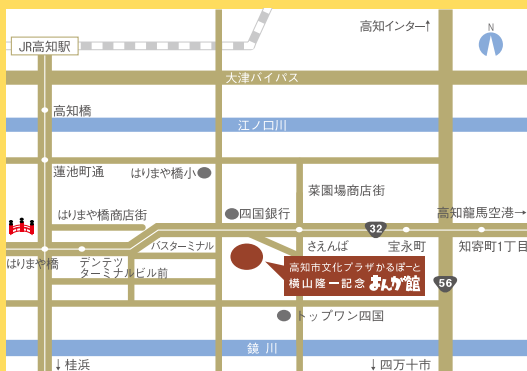 高知インター↑
N
JR高知駅
大津バイパス
高知橋
江ノ口川
蓮池町通
はりまや橋小
菜園場商店街
はりまや橋商店街
四国銀行
高知龍馬空港→
32
バスターミナル
さえんば
宝永町
知寄町1丁目
はりまや橋
デンテツ
ターミナルビル前
高知市文化プラザかるぽーと
横山隆一記念 まんが館
56
トップワン四国
鏡川
↓桂浜
↓四万十市